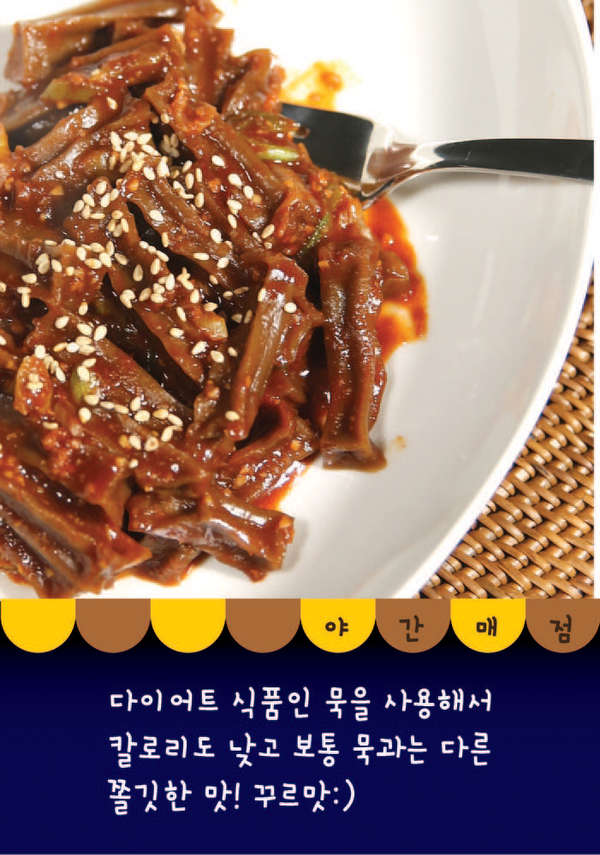 야간매점
다이어트 식품인 묵을 사용해서
칼로리도 낮고 보통 묵과는 다른
쫄깃한 맛! 꾸르맛:)